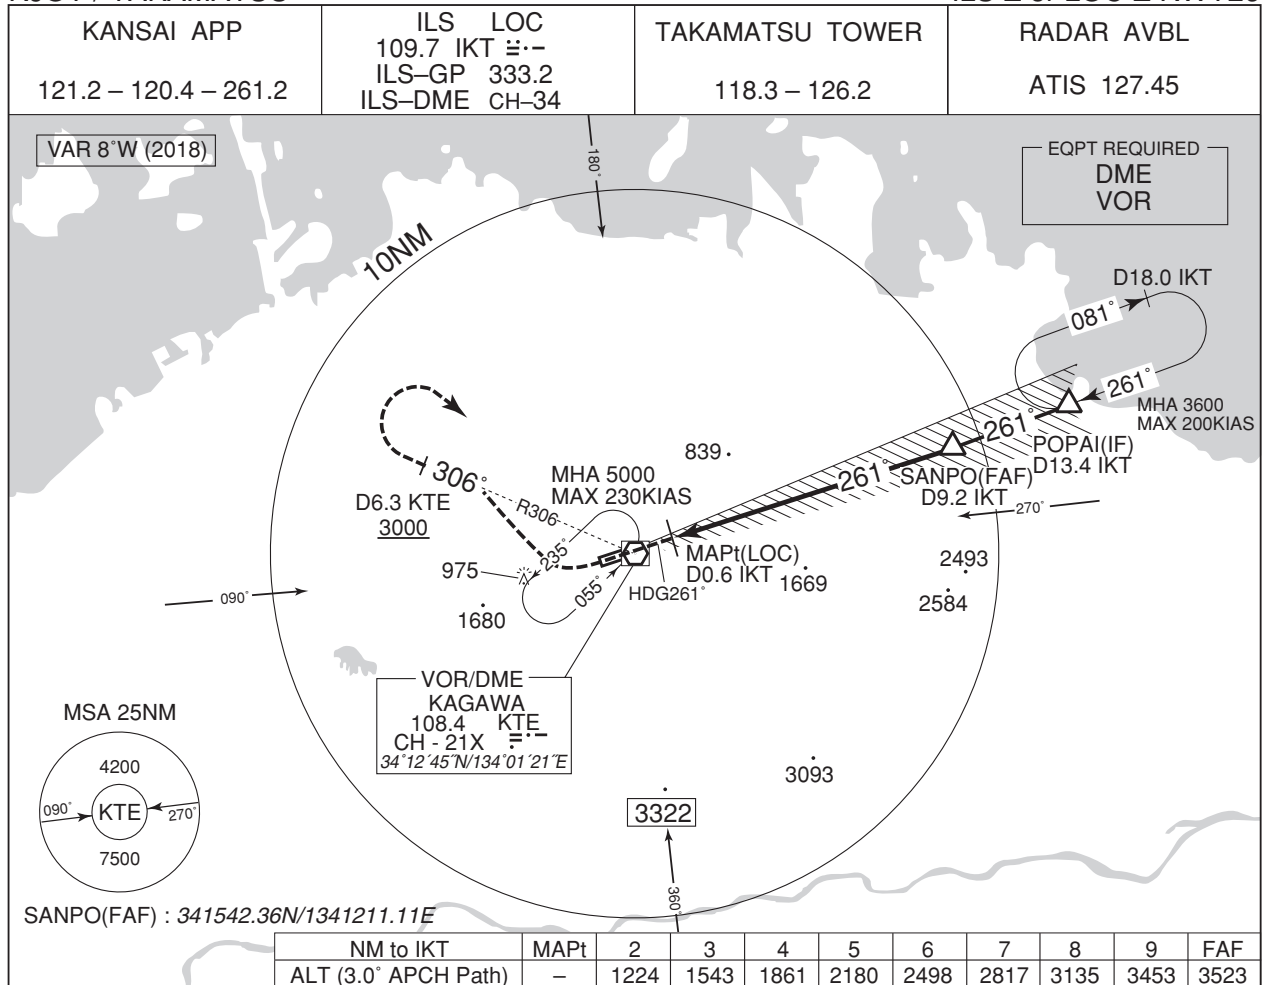 KANSAI APP
121.2 – 120.4 – 261.2
ILS LOC
109.7 IKT
ILS–GP 333.2
ILS–DME CH–34
TAKAMATSU TOWER
118.3 – 126.2
RADAR AVBL
ATIS 127.45
VAR 8°W (2018)
180°
EQPT REQUIRED
DME
VOR
10NM
D18.0 IKT
081°
261°
MHA 3600
MAX 200KIAS
261°
POPAI(IF)
D13.4 IKT
839
261°
SANPO(FAF)
D9.2 IKT
270°
306°
MHA 5000
MAX 230KIAS
D6.3 KTE
3000
R306
235°
MAPt(LOC)
D0.6 IKT
975
055°
HDG261°
1669
2493
2584
090°
1680
VOR/DME
KAGAWA
108.4 KTE
CH - 21X
34°12´45˝N/134°01´21˝E
MSA 25NM
4200
090°
KTE
270°
7500
3093
3322
360°
SANPO(FAF) : 341542.36N/1341211.11E
NM to IKT MAPt 2 3 4 5 6 7 8 9 FAF
ALT (3.0° APCH Path) – 1224 1543 1861 2180 2498 2817 3135 3453 3523